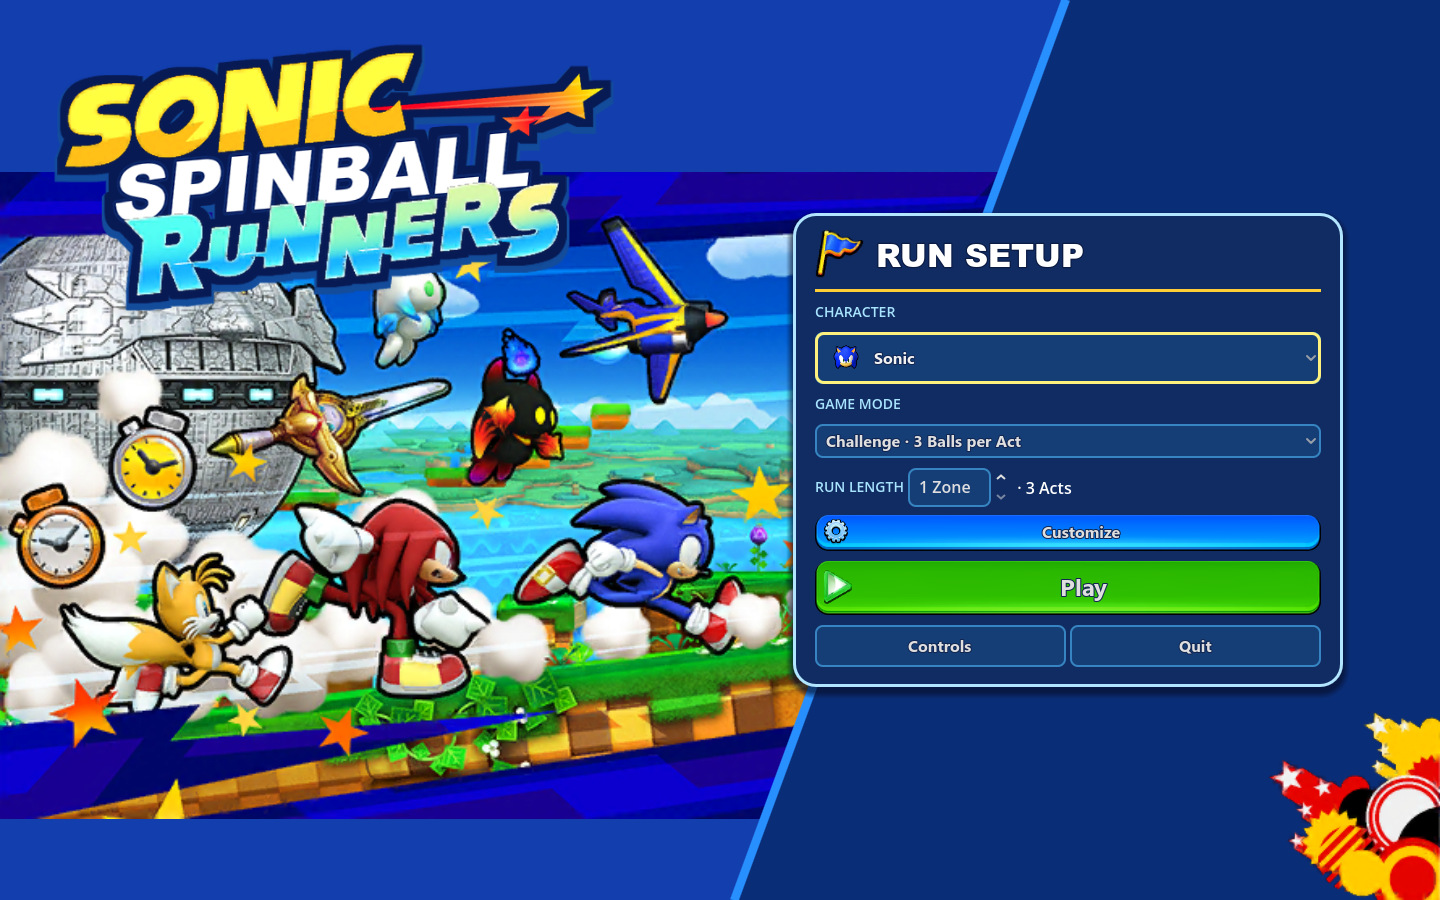 SONIC
SPINBALL
RUNNERS
RUN SETUP
CHARACTER
Sonic
GAME MODE
Challenge · 3 Balls per Act
RUN LENGTH 1 Zone · 3 Acts
Customize
Play
Controls Quit